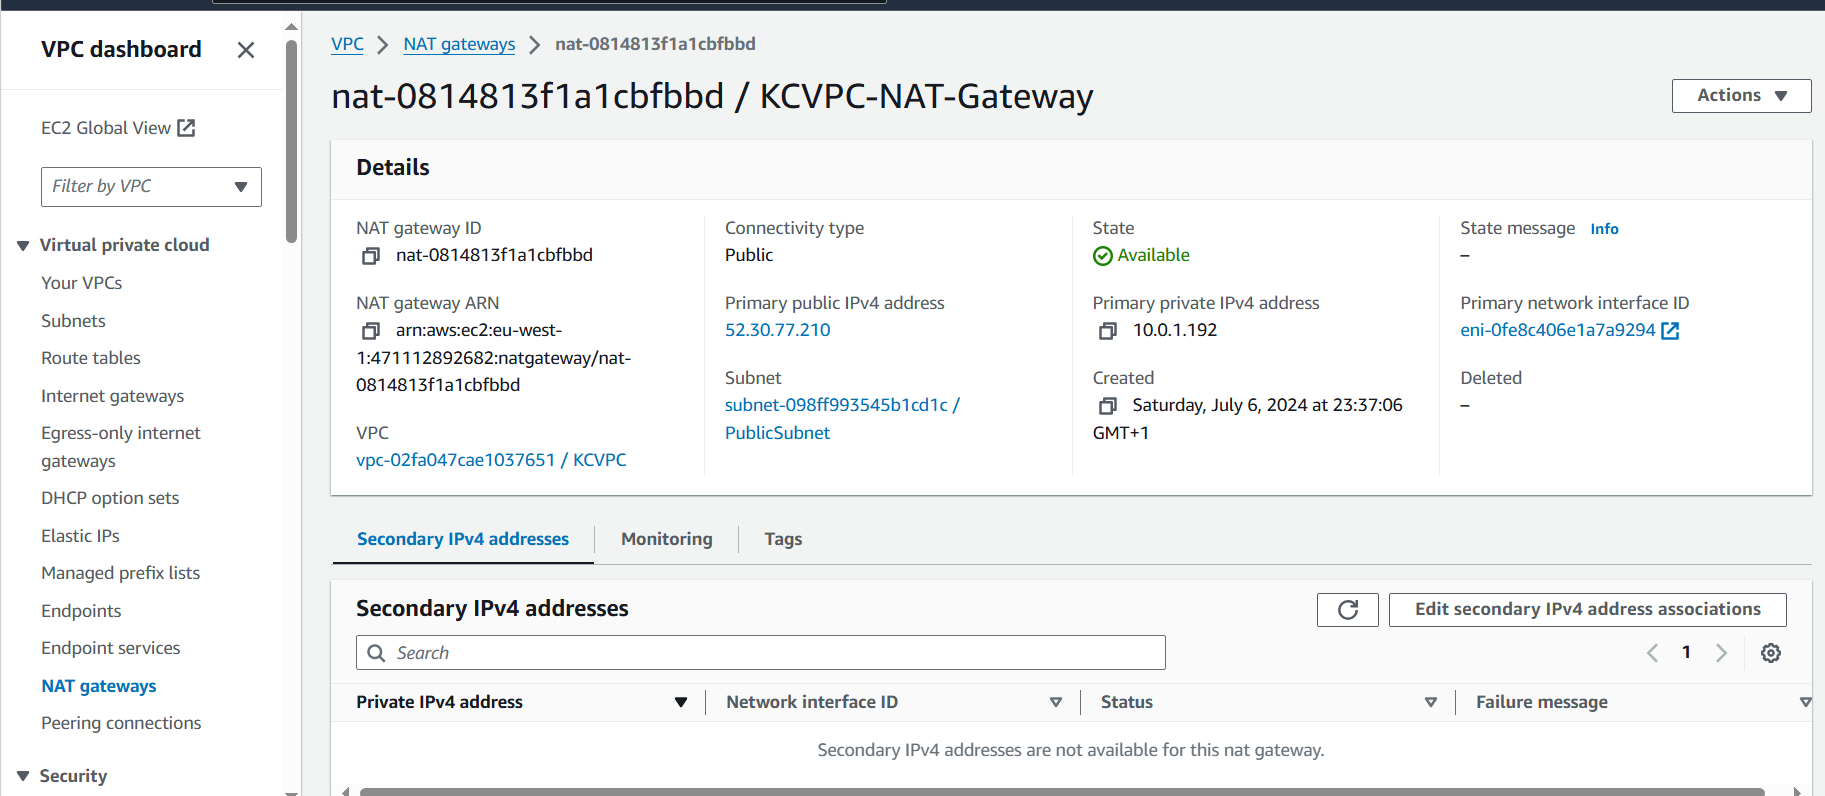 VPC dashboard
EC2 Global View
Filter by VPC
Virtual private cloud
Your VPCs
Subnets
Route tables
Internet gateways
Egress-only internet
gateways
DHCP option sets
Elastic IPs
Managed prefix lists
Endpoints
Endpoint services
NAT gateways
Peering connections
Security
VPC > NAT gateways > nat-0814813f1a1cbfbbd
nat-0814813f1a1cbfbbd / KCVPC-NAT-Gateway
Actions
Details
NAT gateway ID
nat-0814813f1a1cbfbbd
NAT gateway ARN
arn:aws:ec2:eu-west-
1:471112892682:natgateway/nat-
0814813f1a1cbfbbd
VPC
vpc-02fa047cae1037651 / KCVPC
Connectivity type
Public
Primary public IPv4 address
52.30.77.210
Subnet
subnet-098ff993545b1cd1c /
PublicSubnet
State
Available
Primary private IPv4 address
10.0.1.192
Created
Saturday, July 6, 2024 at 23:37:06
GMT+1
State message Info
–
Primary network interface ID
eni-0fe8c406e1a7a9294
Deleted
–
Secondary IPv4 addresses Monitoring Tags
Secondary IPv4 addresses
Edit secondary IPv4 address associations
Search
1
Private IPv4 address Network interface ID Status Failure message
Secondary IPv4 addresses are not available for this nat gateway.